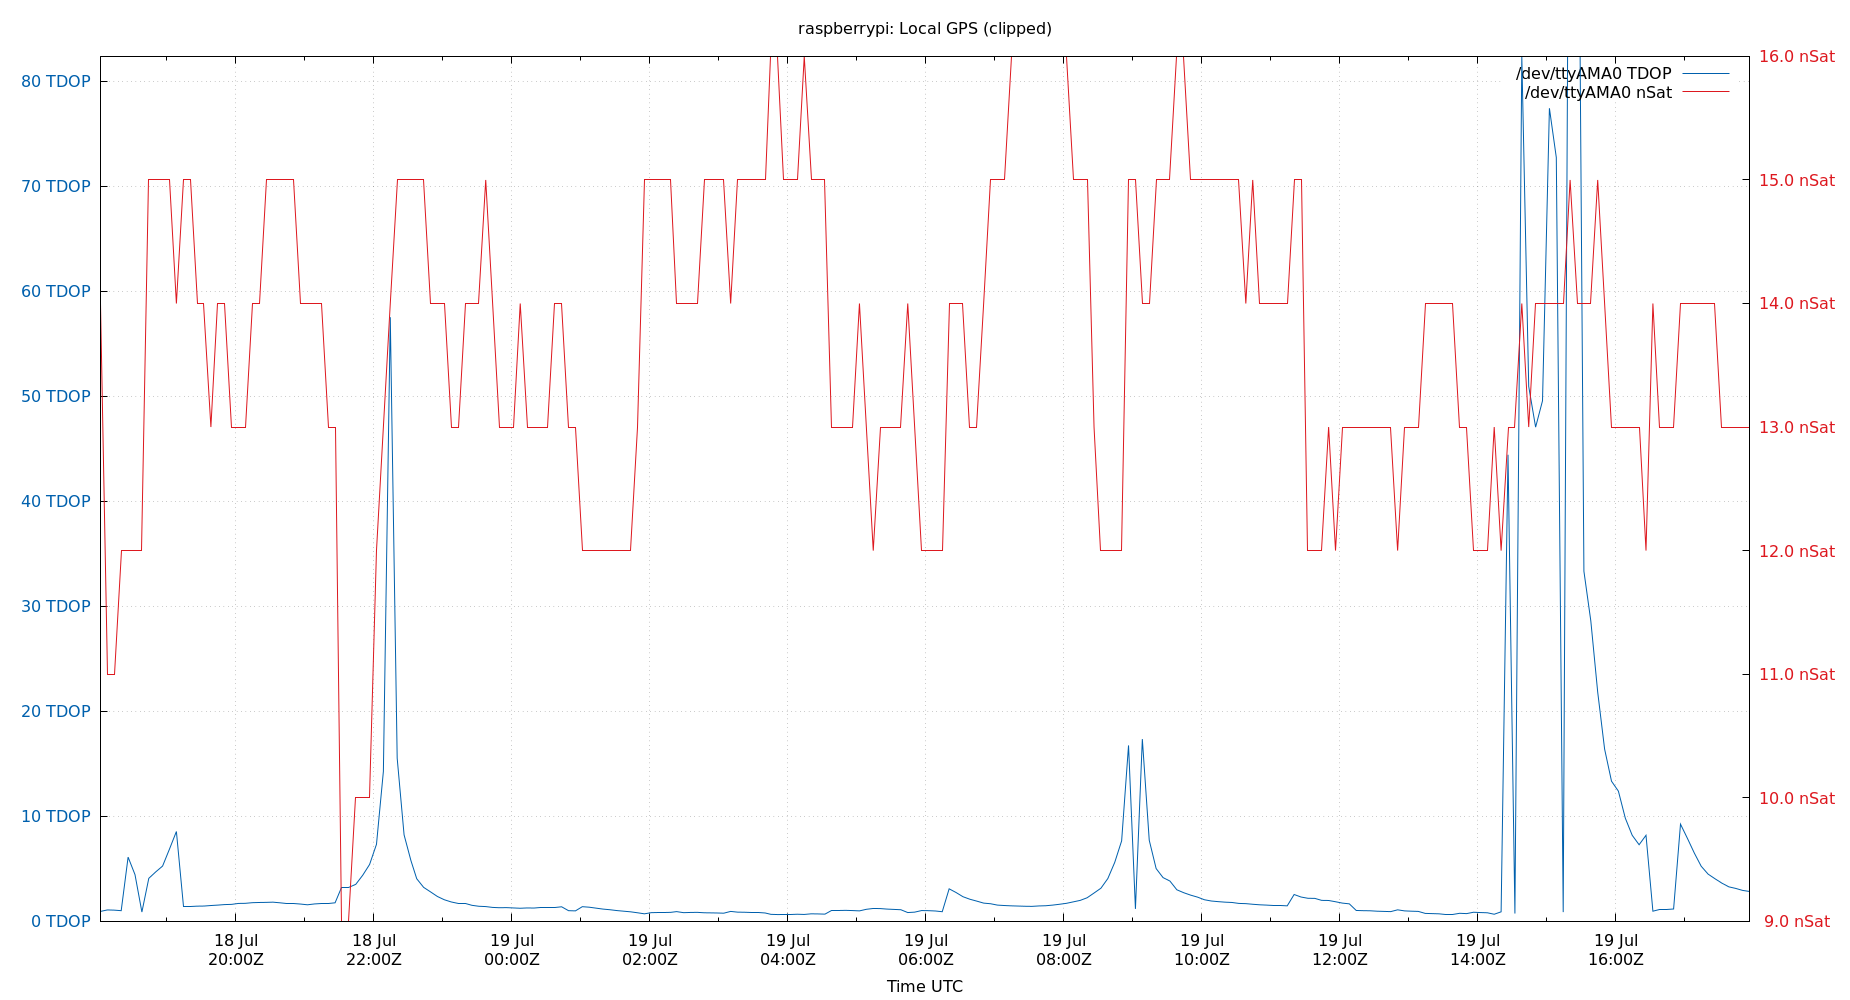 raspberrypi: Local GPS (clipped)
/dev/ttyAMA0 TDOP
/dev/ttyAMA0 nSat
80 TDOP
70 TDOP
60 TDOP
50 TDOP
40 TDOP
30 TDOP
20 TDOP
10 TDOP
0 TDOP
16.0 nSat
15.0 nSat
14.0 nSat
13.0 nSat
12.0 nSat
11.0 nSat
10.0 nSat
9.0 nSat
18 Jul
20:00Z
18 Jul
22:00Z
19 Jul
00:00Z
19 Jul
02:00Z
19 Jul
04:00Z
19 Jul
06:00Z
19 Jul
08:00Z
19 Jul
10:00Z
19 Jul
12:00Z
19 Jul
14:00Z
19 Jul
16:00Z
Time UTC